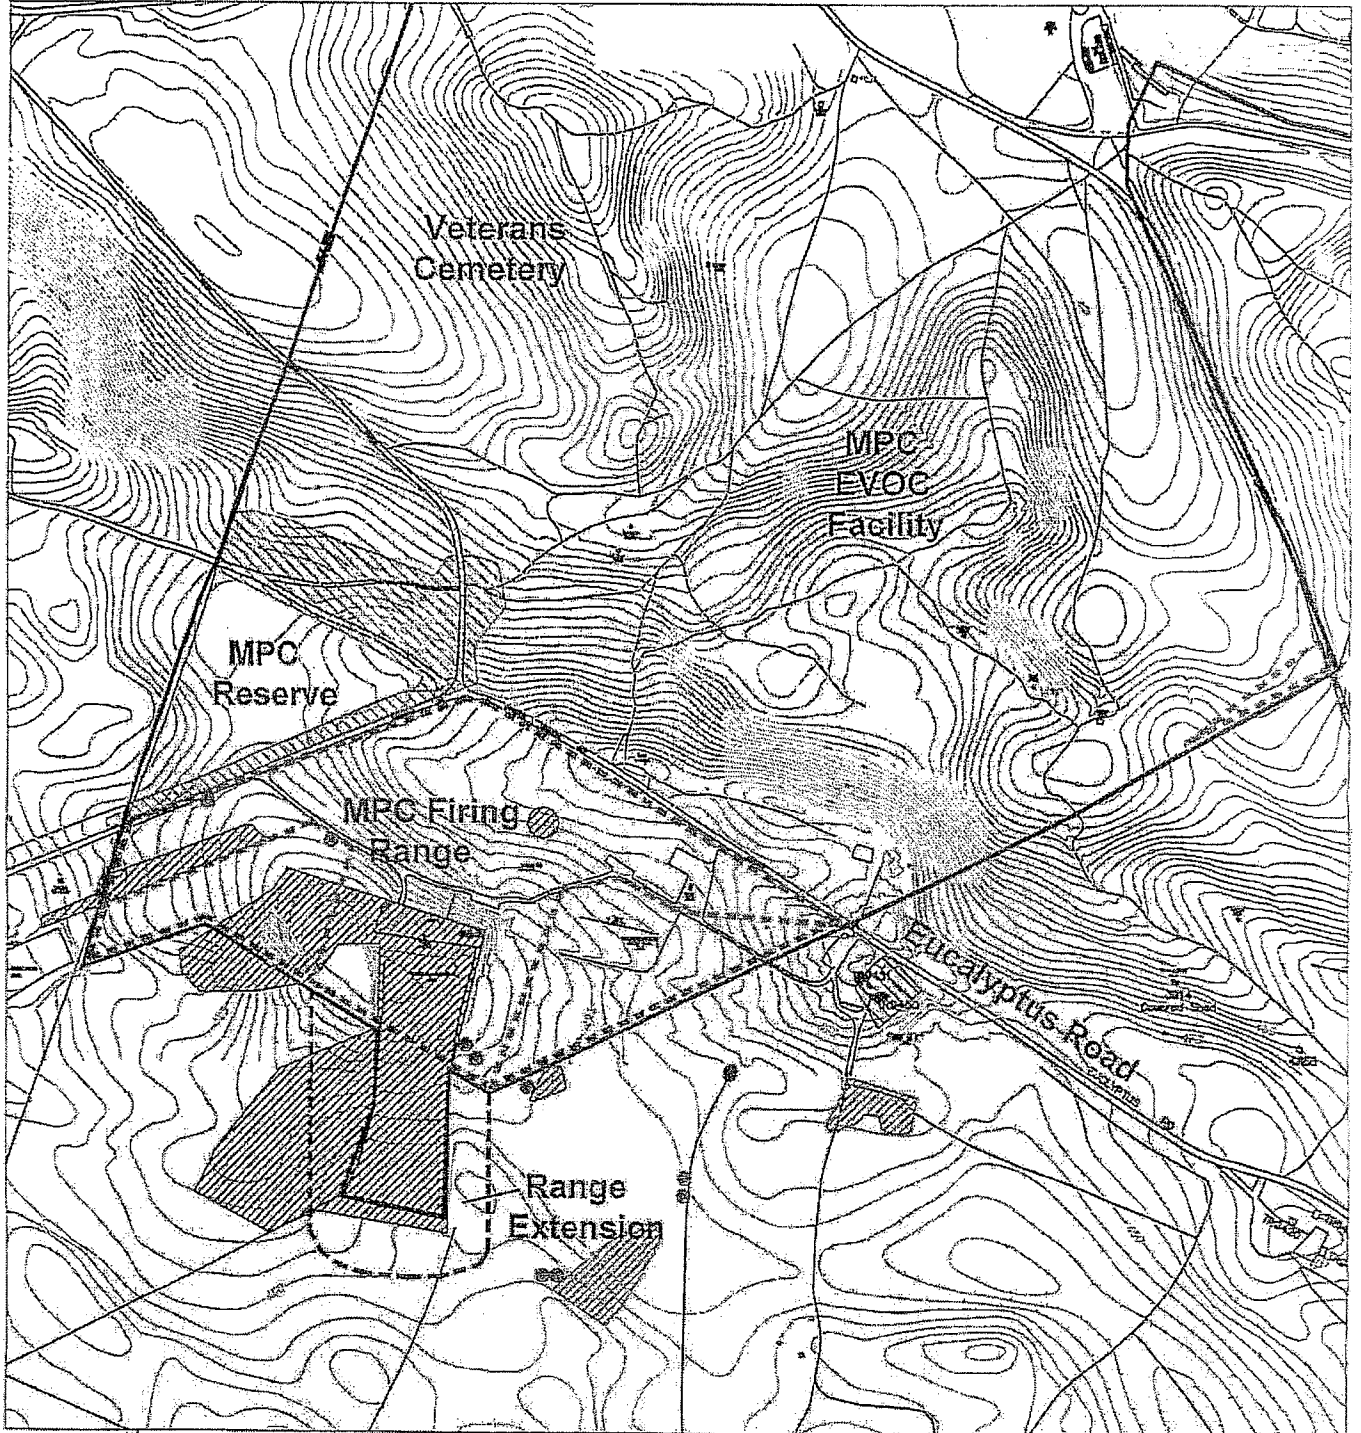 Veterans
Cemetery
MPC
EVOC
Facility
MPC
Reserve
MPC Firing
Range
Eucalyptus Road
Range
Extension